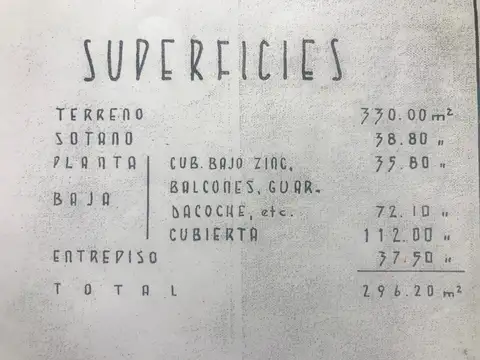 SUPERFICIES
TERRENO 330.00 m²
SOTANO 38.80 "
PLANTA CUB. BAJO ZINC, 35.80 "
BALCONES, GUAR-
BAJA DACOCHE, etc. 72.10 "
CUBIERTA 112.00 "
ENTREPISO 37.50 "
TOTAL 296.20 m²